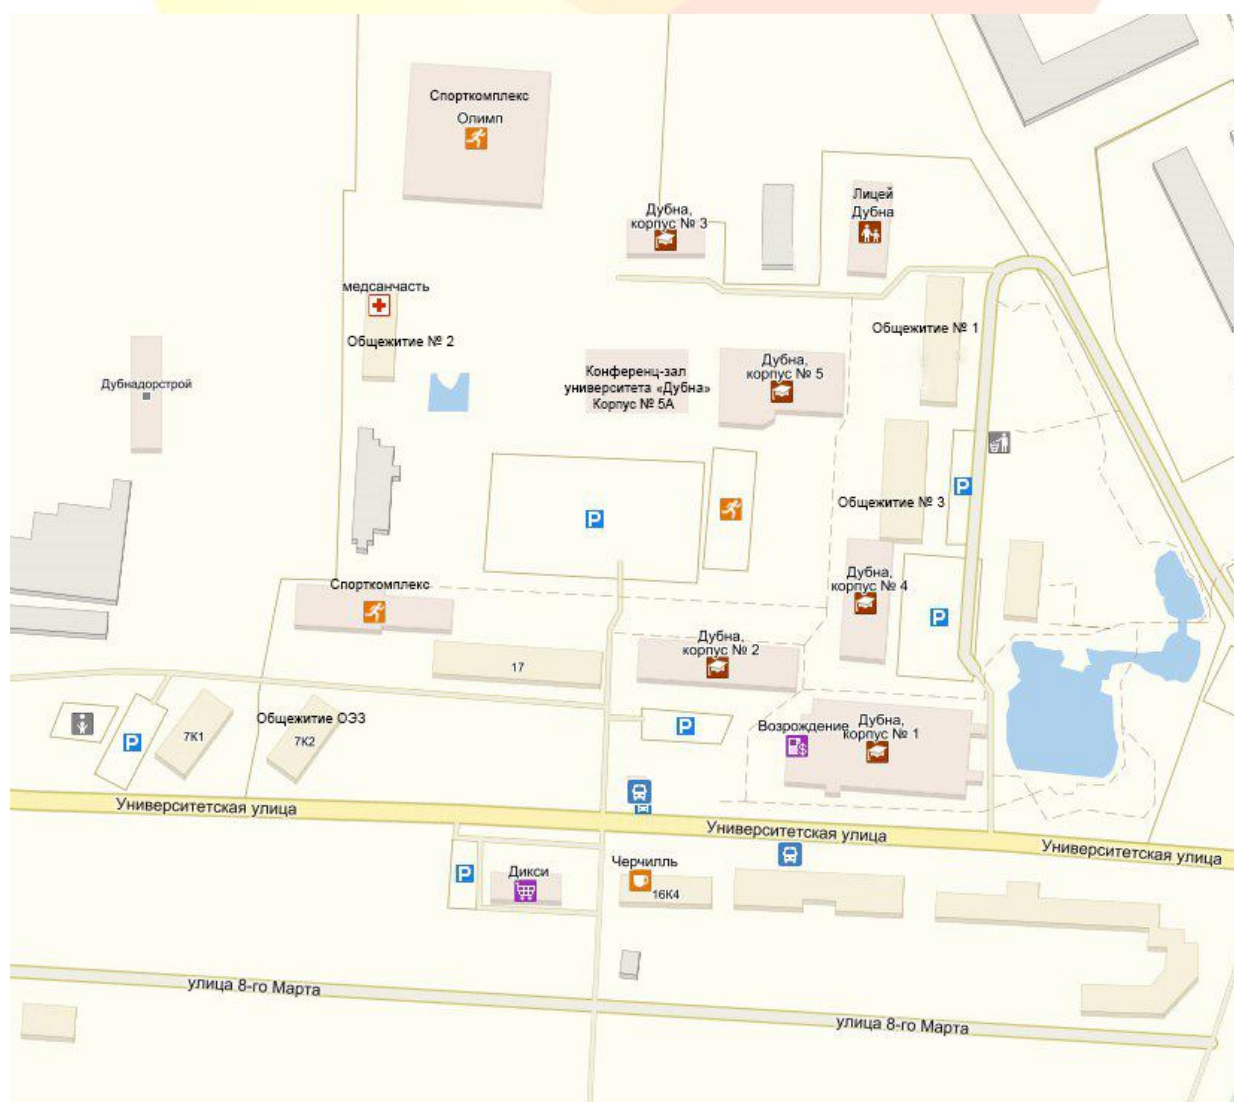 Спорткомплекс
Олимп
Дубна,
корпус № 3
Лицей
Дубна
медсанчасть
Общежитие № 2
Общежитие № 1
Дубнадорстрой
Конференц-зал
университета «Дубна»
Корпус № 5А
Дубна,
корпус № 5
P
P
Общежитие № 3
Спорткомплекс
Дубна,
корпус № 4
P
17
Дубна,
корпус № 2
Общежитие ОЭЗ
7К1
7К2
P
P
Возрождение
Дубна,
корпус № 1
Университетская улица
Университетская улица
Университетская улица
P
Дикси
Черчилль
16К4
улица 8-го Марта
улица 8-го Марта